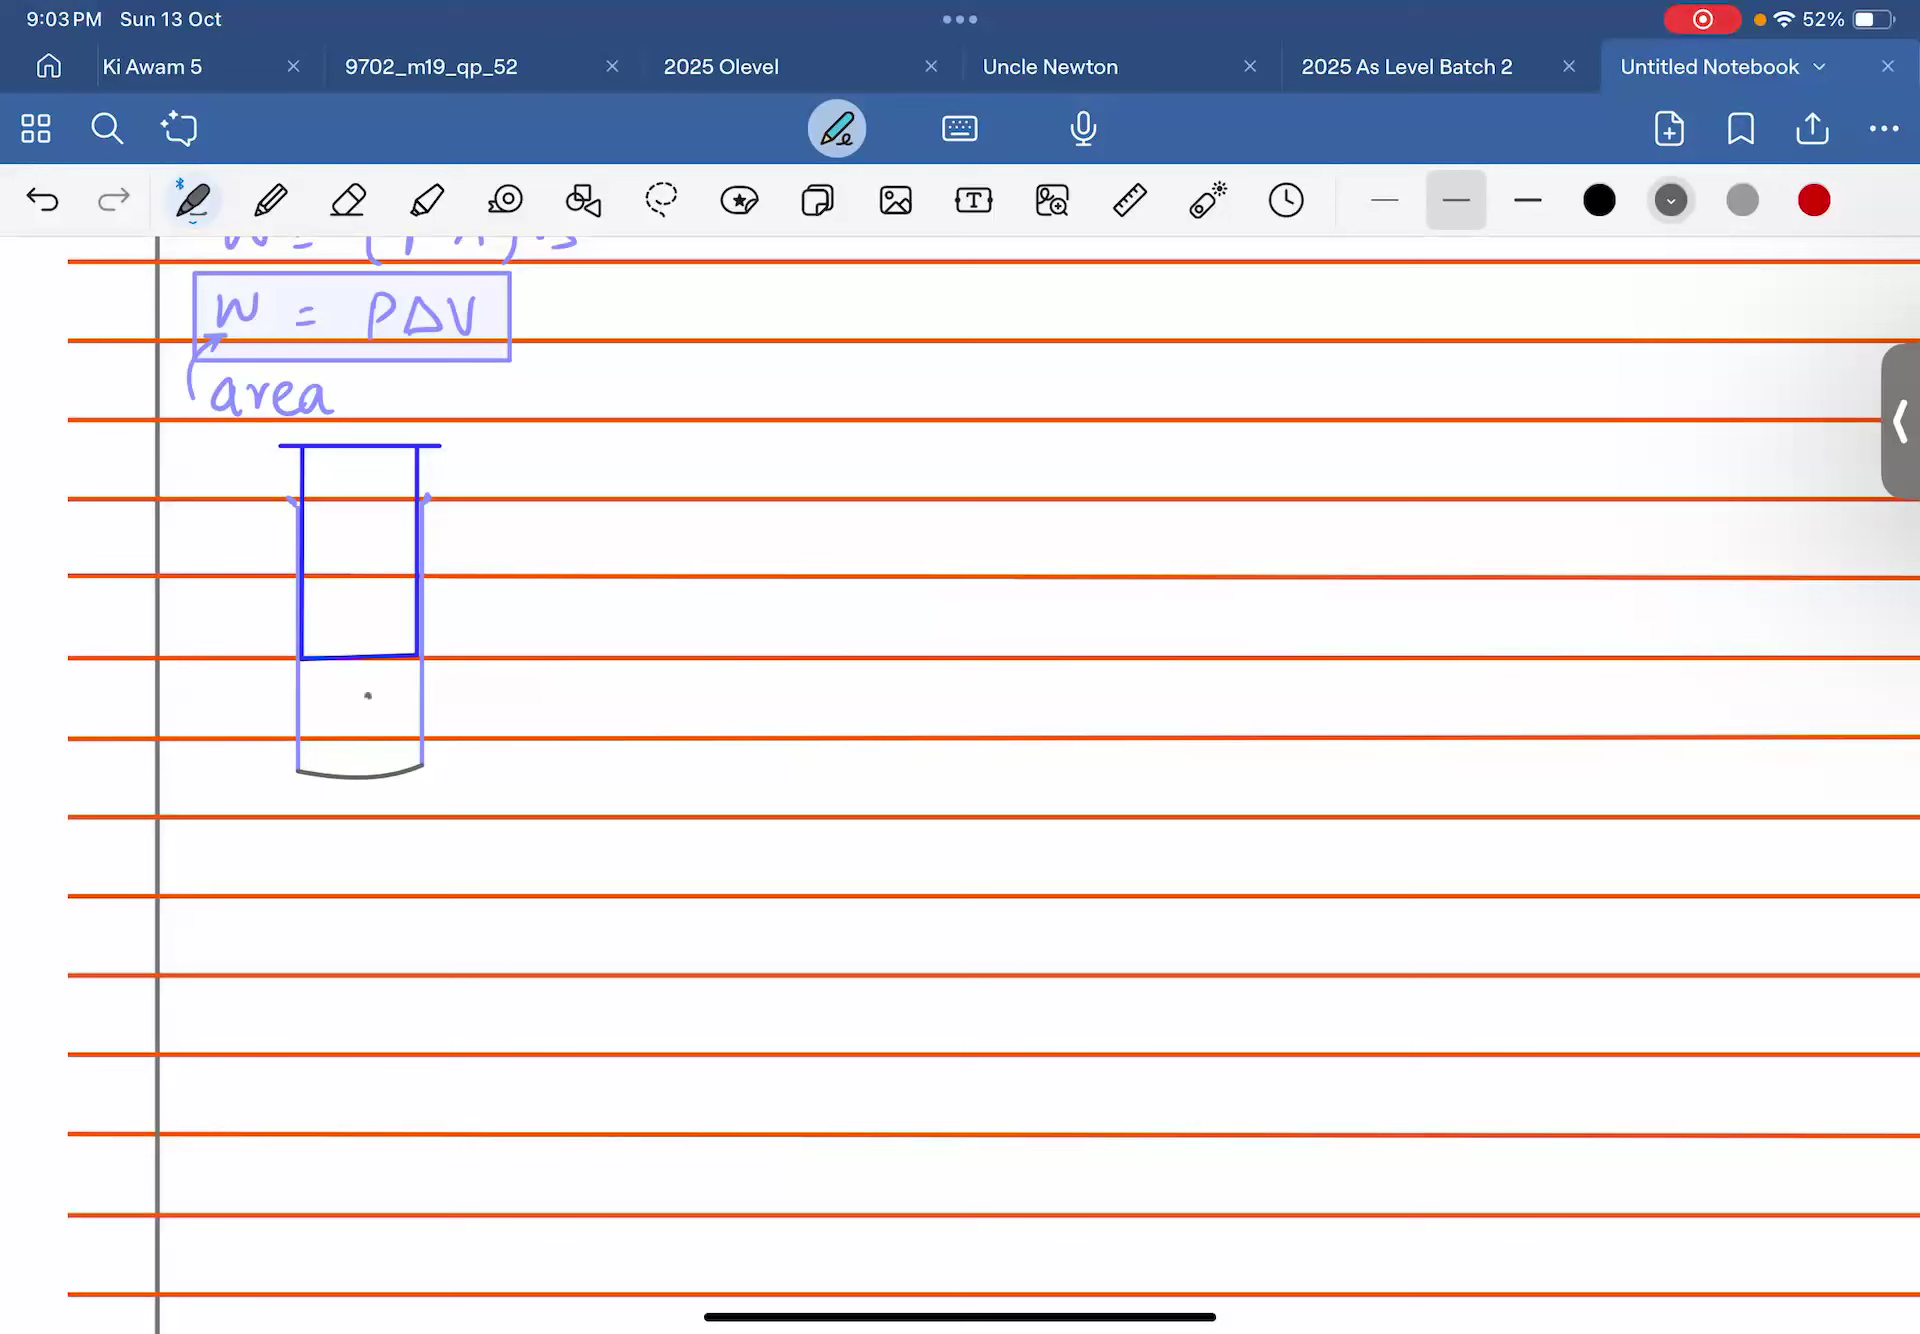 9:03 PM Sun 13 Oct 52%
Ki Awam 5 9702_m19_qp_52 2025 Olevel Uncle Newton 2025 As Level Batch 2 Untitled Notebook
W = P∆V
area